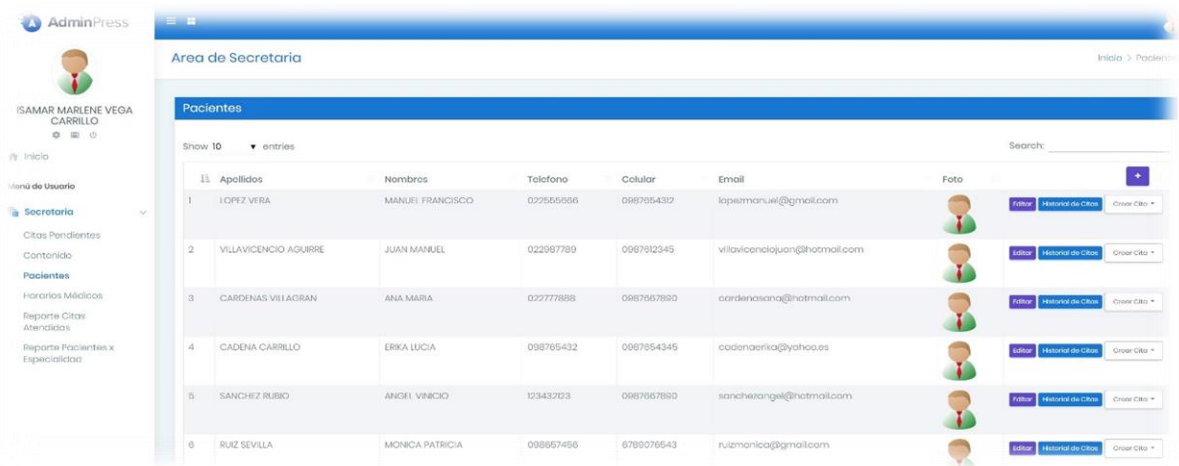 AdminPress
Area de Secretaria
Inicio > Paciente
ISAMAR MARLENE VEGA
CARRILLO
Inicio
Menú de Usuario
Secretaria
Citas Pendientes
Contenido
Pacientes
Horarios Médicos
Reporte Citas
Atendidas
Reporte Pacientes x
Especialidad
Pacientes
Show 10 entries
Search:
Apellidos Nombres Telefono Celular Email Foto +
1 LOPEZ VERA MANUEL FRANCISCO 022555666 0987654312 lopezmanuel@gmail.com Editar Historial de Citas Crear Cita
2 VILLAVICENCIO AGUIRRE JUAN MANUEL 022987789 0987612345 villavicenciojuan@hotmail.com Editar Historial de Citas Crear Cita
3 CARDENAS VILLAGRAN ANA MARIA 022777888 0987667890 cardenasana@hotmail.com Editar Historial de Citas Crear Cita
4 CADENA CARRILLO ERIKA LUCIA 098765432 0987654345 cadenaerika@yahoo.es Editar Historial de Citas Crear Cita
5 SANCHEZ RUBIO ANGEL VINICIO 123432123 0987667890 sanchezangel@hotmail.com Editar Historial de Citas Crear Cita
6 RUIZ SEVILLA MONICA PATRICIA 098657456 6789076543 ruizmonica@gmail.com Editar Historial de Citas Crear Cita